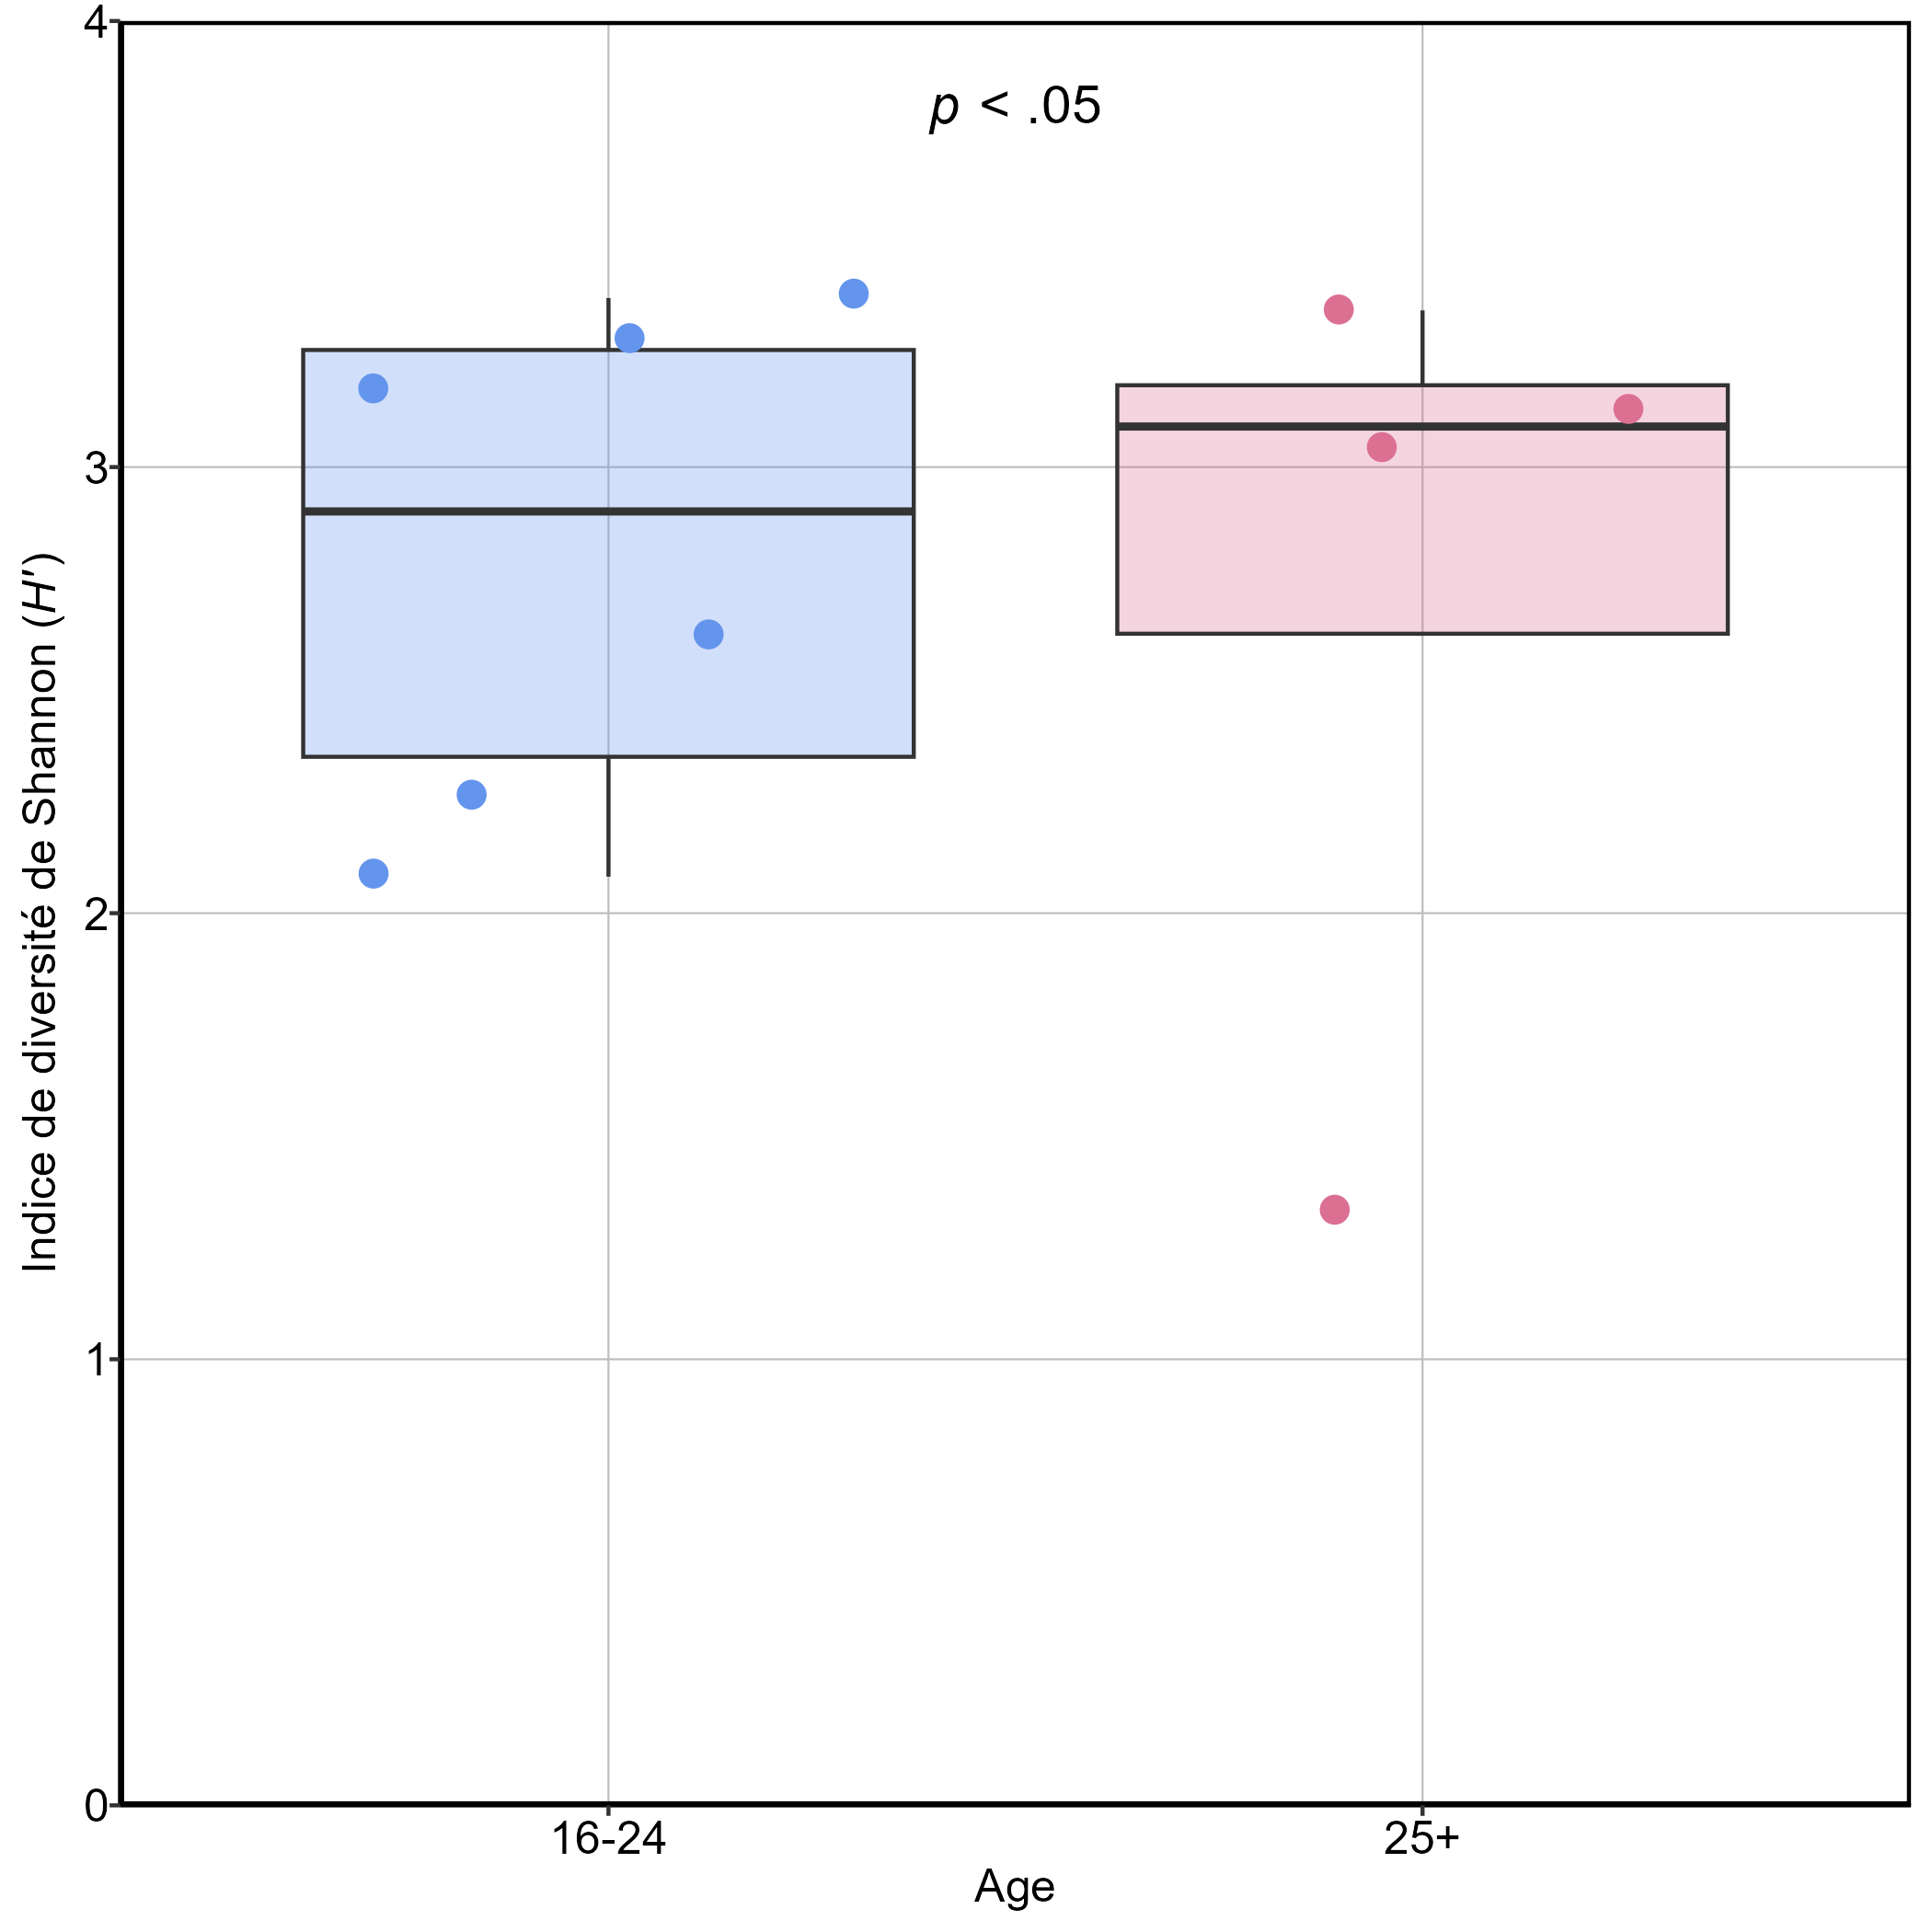 4
p < .05
3
2
1
0
Indice de diversité de Shannon (H')
16-24
25+
Age